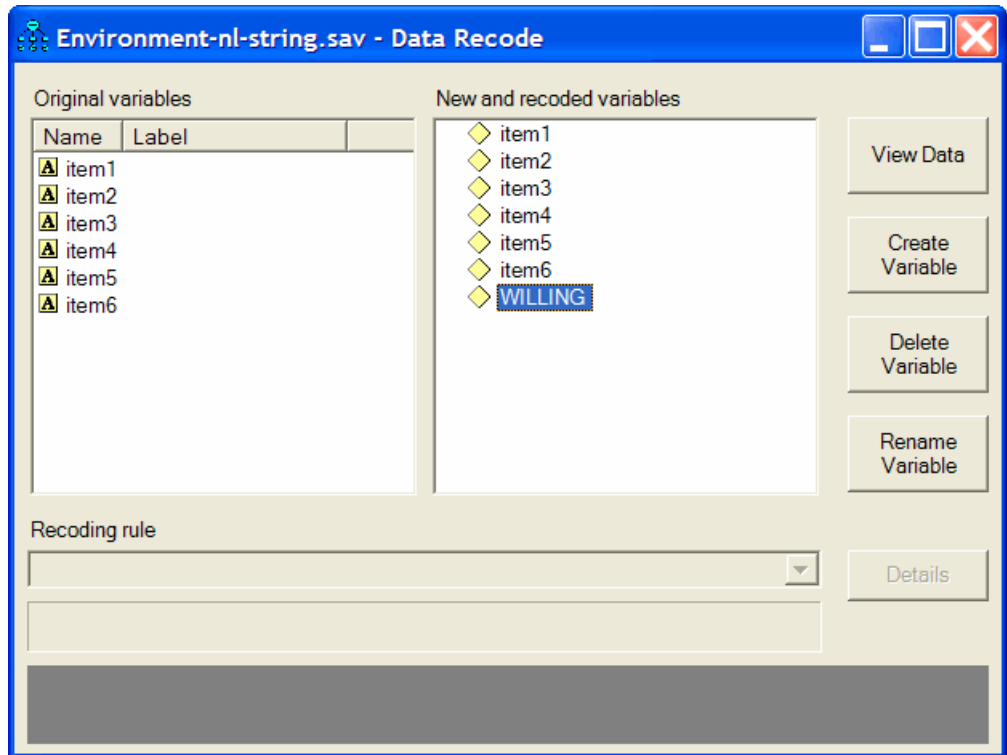 Environment-nl-string.sav - Data Recode
Original variables
Name Label
A item1
A item2
A item3
A item4
A item5
A item6
New and recoded variables
item1
item2
item3
item4
item5
item6
WILLING
View Data
Create
Variable
Delete
Variable
Rename
Variable
Recoding rule
Details